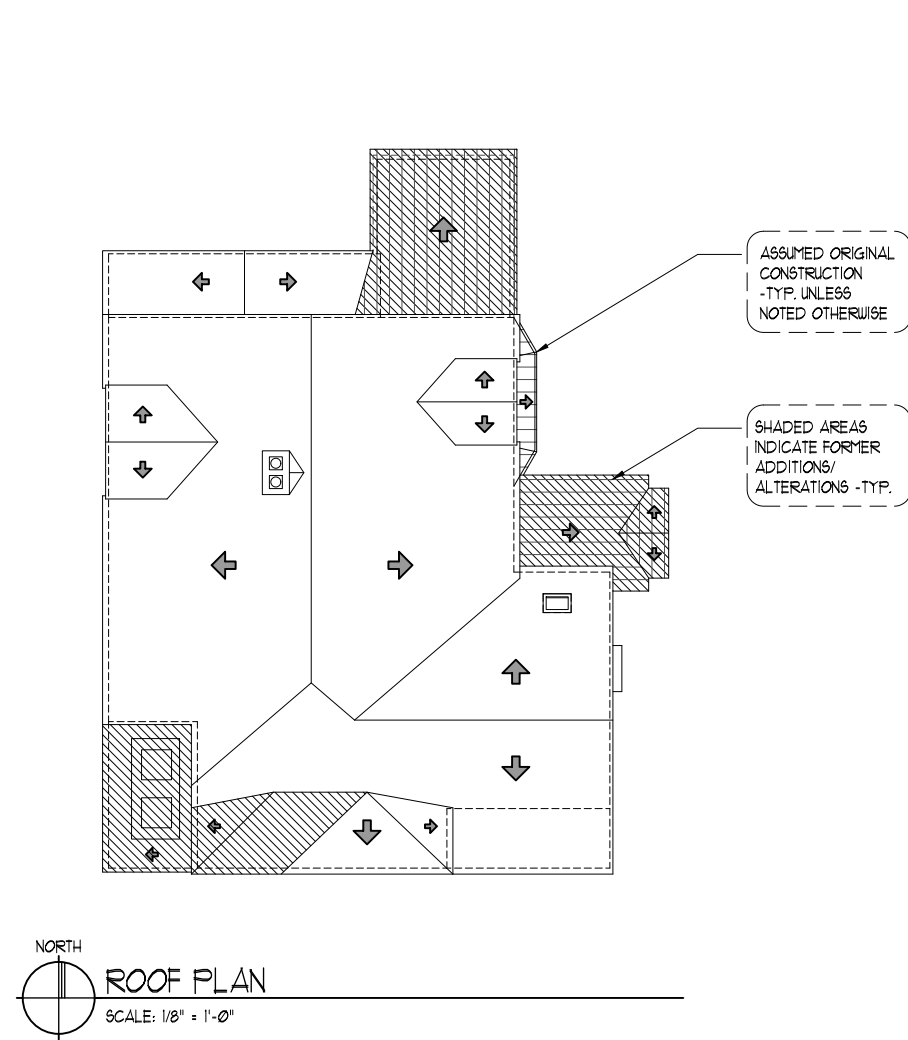 ASSUMED ORIGINAL
CONSTRUCTION
-TYP. UNLESS
NOTED OTHERWISE
SHADED AREAS
INDICATE FORMER
ADDITIONS/
ALTERATIONS -TYP.
NORTH
ROOF PLAN
SCALE: 1/8" = 1'-0"